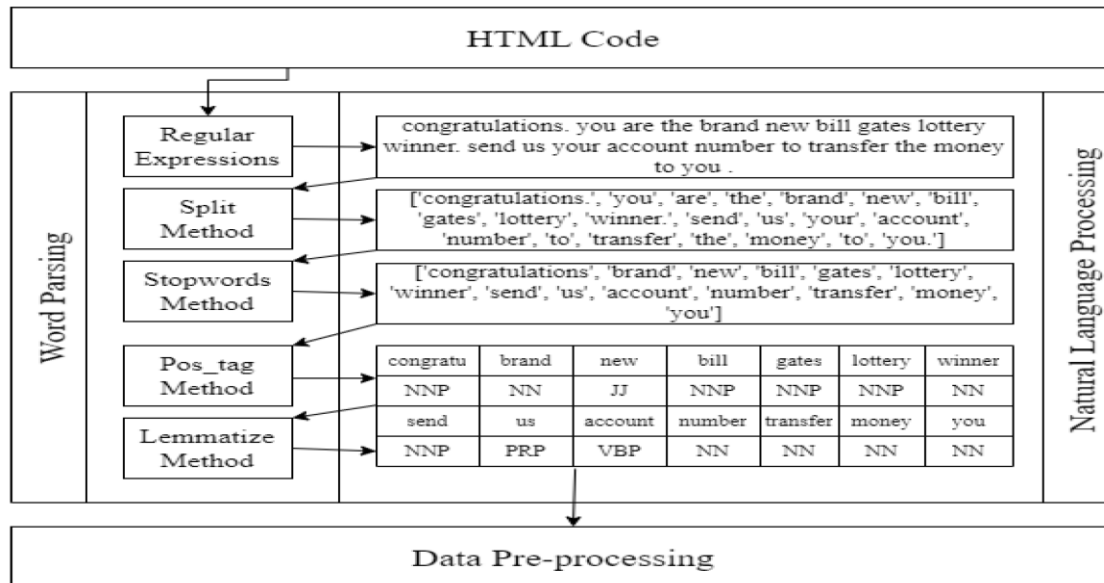 HTML Code
Word Parsing
Natural Language Processing
Regular
Expressions
congratulations. you are the brand new bill gates lottery
winner. send us your account number to transfer the money
to you .
Split
Method
['congratulations.', 'you', 'are', 'the', 'brand', 'new', 'bill',
'gates', 'lottery', 'winner.', 'send', 'us', 'your', 'account',
'number', 'to', 'transfer', 'the', 'money', 'to', 'you.']
Stopwords
Method
['congratulations', 'brand', 'new', 'bill', 'gates', 'lottery',
'winner', 'send', 'us', 'account', 'number', 'transfer', 'money',
'you']
Pos_tag
Method
congratu brand new bill gates lottery winner
NNP NN JJ NNP NNP NNP NN
Lemmatize
Method
send us account number transfer money you
NNP PRP VBP NN NN NN NN
Data Pre-processing